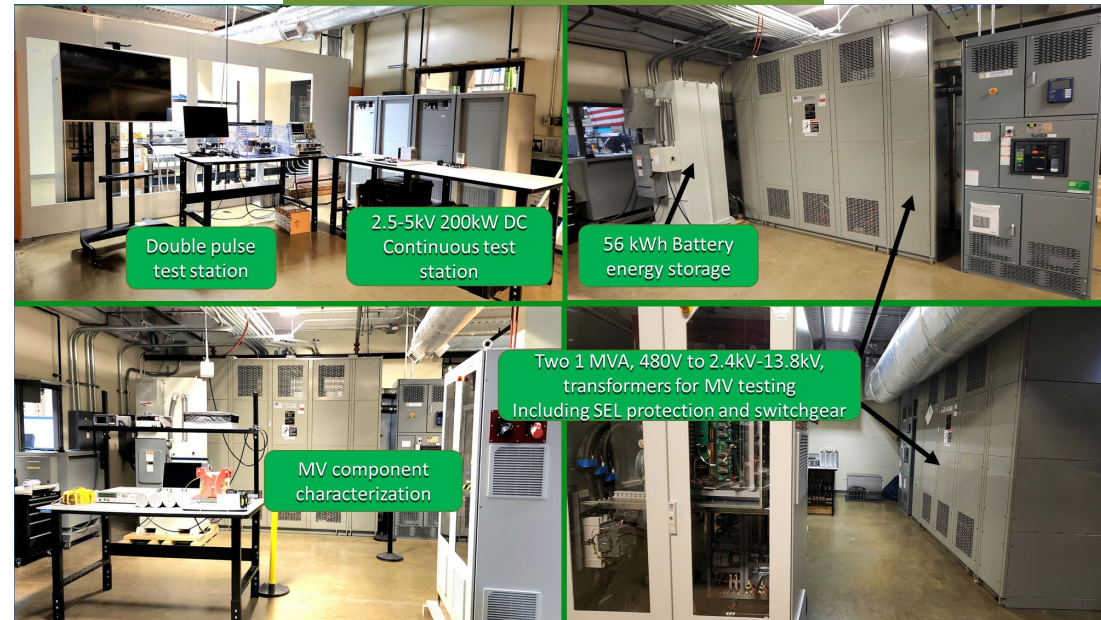 Double pulse
test station
2.5-5kV 200kW DC
Continuous test
station
56 kWh Battery
energy storage
Two 1 MVA, 480V to 2.4kV-13.8kV,
transformers for MV testing
Including SEL protection and switchgear
MV component
characterization